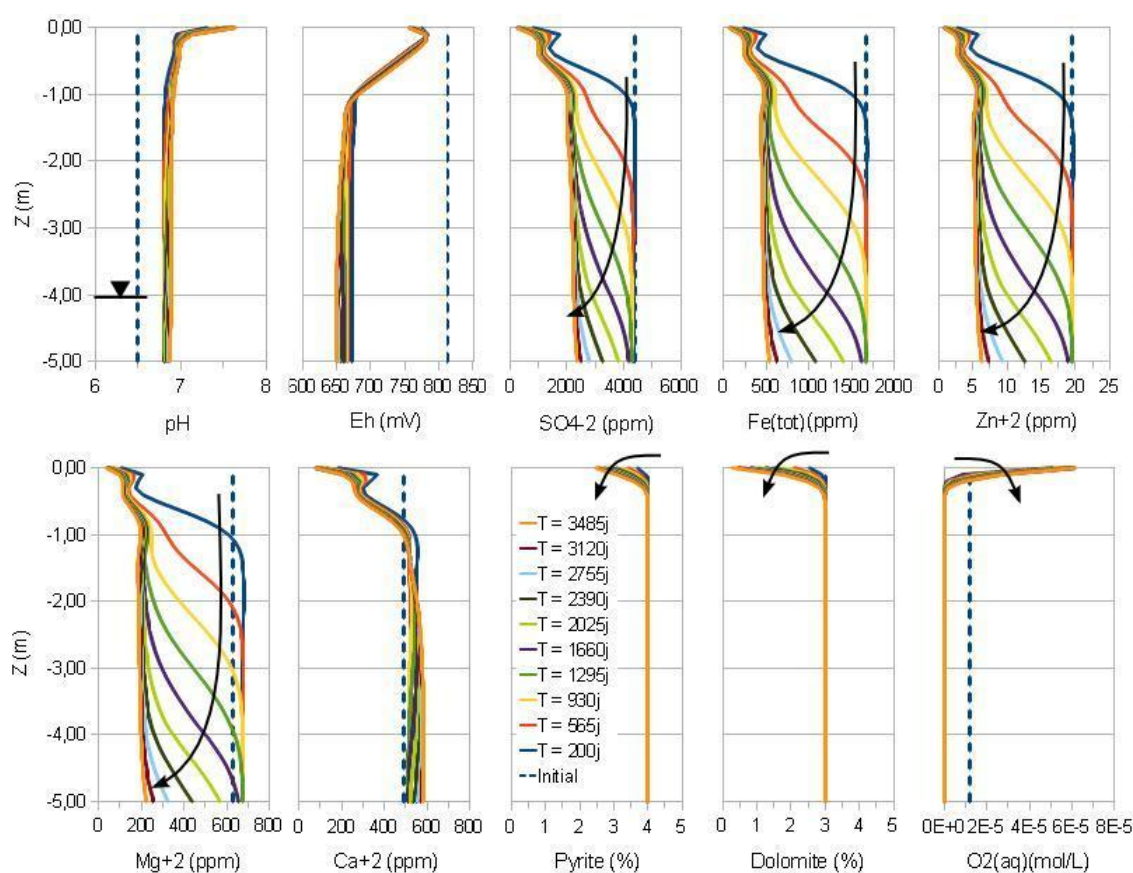 0,00
-1,00
-2,00
-3,00
-4,00
-5,00
Z (m)
6 7 8
pH
600 650 700 750 800 850
Eh (mV)
0 2000 4000 6000
SO4-2 (ppm)
0 500 1000 1500 2000
Fe(tot)(ppm)
0 5 10 15 20 25
Zn+2 (ppm)
0,00
-1,00
-2,00
-3,00
-4,00
-5,00
Z (m)
0 200 400 600 800
Mg+2 (ppm)
0 200 400 600 800
Ca+2 (ppm)
T = 3485j
T = 3120j
T = 2755j
T = 2390j
T = 2025j
T = 1660j
T = 1295j
T = 930j
T = 565j
T = 200j
Initial
0 1 2 3 4 5
Pyrite (%)
0 1 2 3 4 5
Dolomite (%)
0E+0 2E-5 4E-5 6E-5 8E-5
O2(aq)(mol/L)